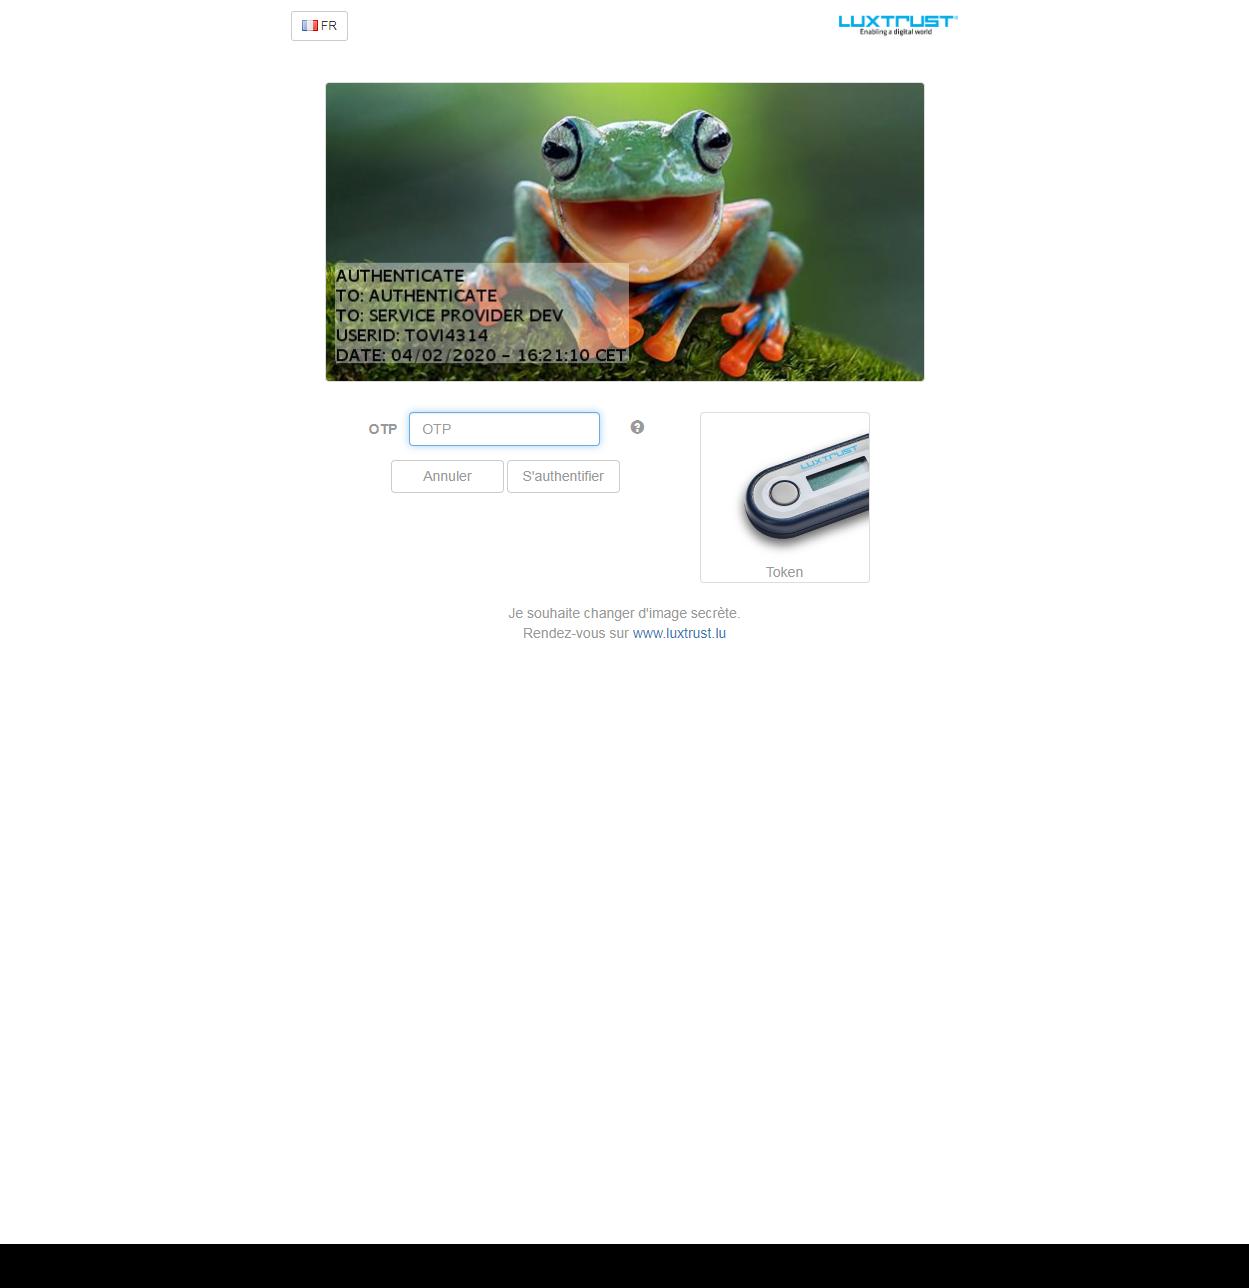 FR
LUXTRUST
Enabling a digital world
AUTHENTICATE
TO: AUTHENTICATE
TO: SERVICE PROVIDER DEV
USERID: TOVI4314
DATE: 04/02/2020 - 16:21:10 CET
OTP OTP
Annuler S'authentifier
LUXTRUST
Token
Je souhaite changer d'image secrète.
Rendez-vous sur www.luxtrust.lu